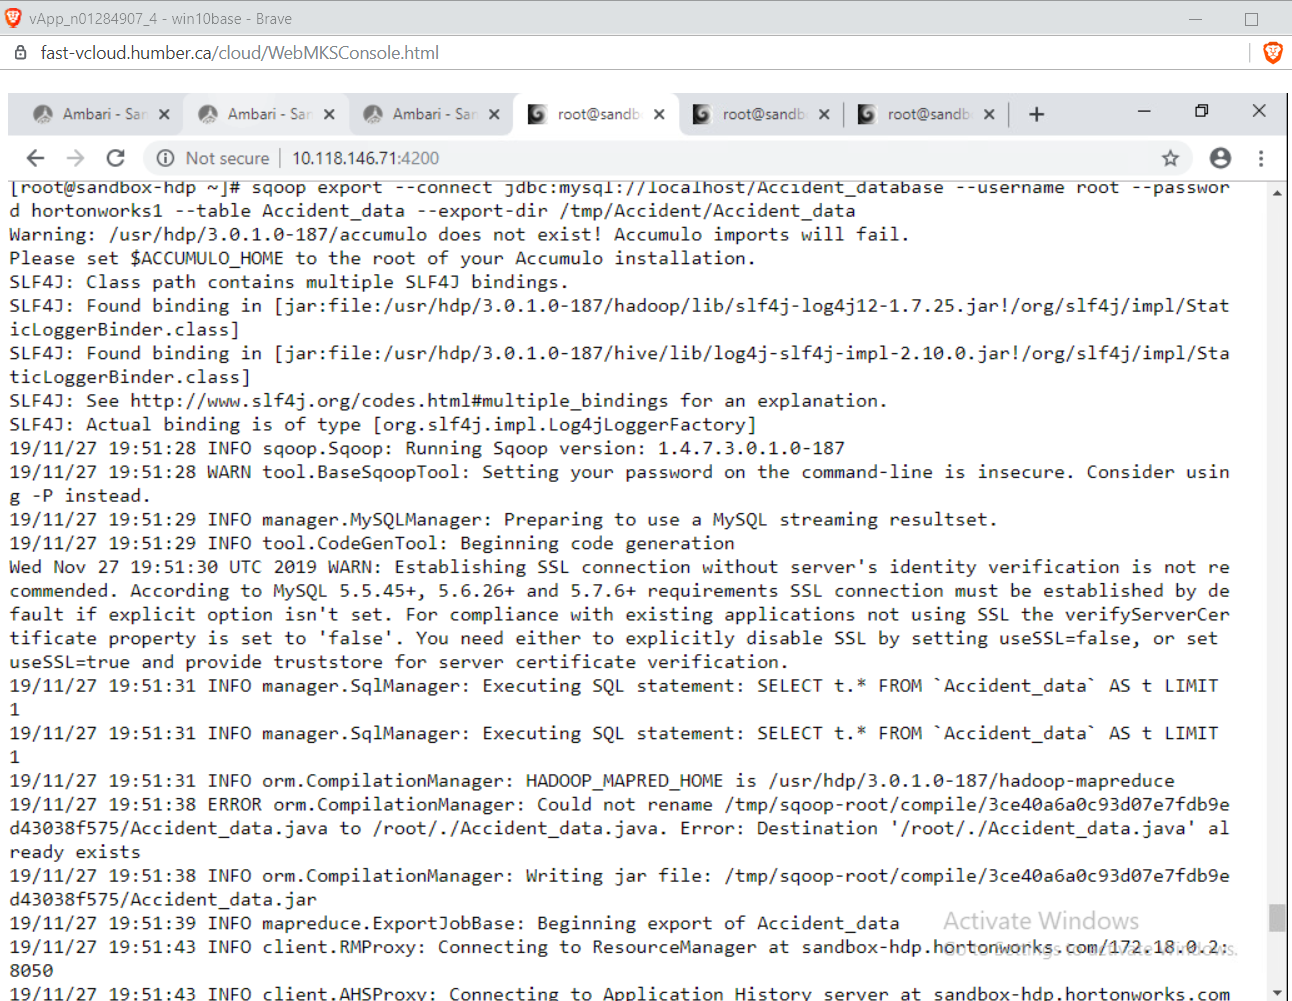 vApp_n01284907_4 - win10base - Brave
fast-vcloud.humber.ca/cloud/WebMKSConsole.html
Ambari - San
Ambari - San
Ambari - San
root@sandb
root@sandb
root@sandb
Not secure
10.118.146.71:4200
[root@sandbox-hdp ~]# sqoop export --connect jdbc:mysql://localhost/Accident_database --username root --passwor
d hortonworks1 --table Accident_data --export-dir /tmp/Accident/Accident_data
Warning: /usr/hdp/3.0.1.0-187/accumulo does not exist! Accumulo imports will fail.
Please set $ACCUMULO_HOME to the root of your Accumulo installation.
SLF4J: Class path contains multiple SLF4J bindings.
SLF4J: Found binding in [jar:file:/usr/hdp/3.0.1.0-187/hadoop/lib/slf4j-log4j12-1.7.25.jar!/org/slf4j/impl/Stat
icLoggerBinder.class]
SLF4J: Found binding in [jar:file:/usr/hdp/3.0.1.0-187/hive/lib/log4j-slf4j-impl-2.10.0.jar!/org/slf4j/impl/Sta
ticLoggerBinder.class]
SLF4J: See http://www.slf4j.org/codes.html#multiple_bindings for an explanation.
SLF4J: Actual binding is of type [org.slf4j.impl.Log4jLoggerFactory]
19/11/27 19:51:28 INFO sqoop.Sqoop: Running Sqoop version: 1.4.7.3.0.1.0-187
19/11/27 19:51:28 WARN tool.BaseSqoopTool: Setting your password on the command-line is insecure. Consider usin
g -P instead.
19/11/27 19:51:29 INFO manager.MySQLManager: Preparing to use a MySQL streaming resultset.
19/11/27 19:51:29 INFO tool.CodeGenTool: Beginning code generation
Wed Nov 27 19:51:30 UTC 2019 WARN: Establishing SSL connection without server's identity verification is not re
commended. According to MySQL 5.5.45+, 5.6.26+ and 5.7.6+ requirements SSL connection must be established by de
fault if explicit option isn't set. For compliance with existing applications not using SSL the verifyServerCer
tificate property is set to 'false'. You need either to explicitly disable SSL by setting useSSL=false, or set
useSSL=true and provide truststore for server certificate verification.
19/11/27 19:51:31 INFO manager.SqlManager: Executing SQL statement: SELECT t.* FROM `Accident_data` AS t LIMIT
1
19/11/27 19:51:31 INFO manager.SqlManager: Executing SQL statement: SELECT t.* FROM `Accident_data` AS t LIMIT
1
19/11/27 19:51:31 INFO orm.CompilationManager: HADOOP_MAPRED_HOME is /usr/hdp/3.0.1.0-187/hadoop-mapreduce
19/11/27 19:51:38 ERROR orm.CompilationManager: Could not rename /tmp/sqoop-root/compile/3ce40a6a0c93d07e7fdb9e
d43038f575/Accident_data.java to /root/./Accident_data.java. Error: Destination '/root/./Accident_data.java' al
ready exists
19/11/27 19:51:38 INFO orm.CompilationManager: Writing jar file: /tmp/sqoop-root/compile/3ce40a6a0c93d07e7fdb9e
d43038f575/Accident_data.jar
19/11/27 19:51:39 INFO mapreduce.ExportJobBase: Beginning export of Accident_data
Activate Windows
19/11/27 19:51:43 INFO client.RMProxy: Connecting to ResourceManager at sandbox-hdp.hortonworks.com/172.18.0.2:
Go to Settings to activate Windows.
8050
19/11/27 19:51:43 INFO client.AHSProxy: Connecting to Application History server at sandbox-hdp.hortonworks.com